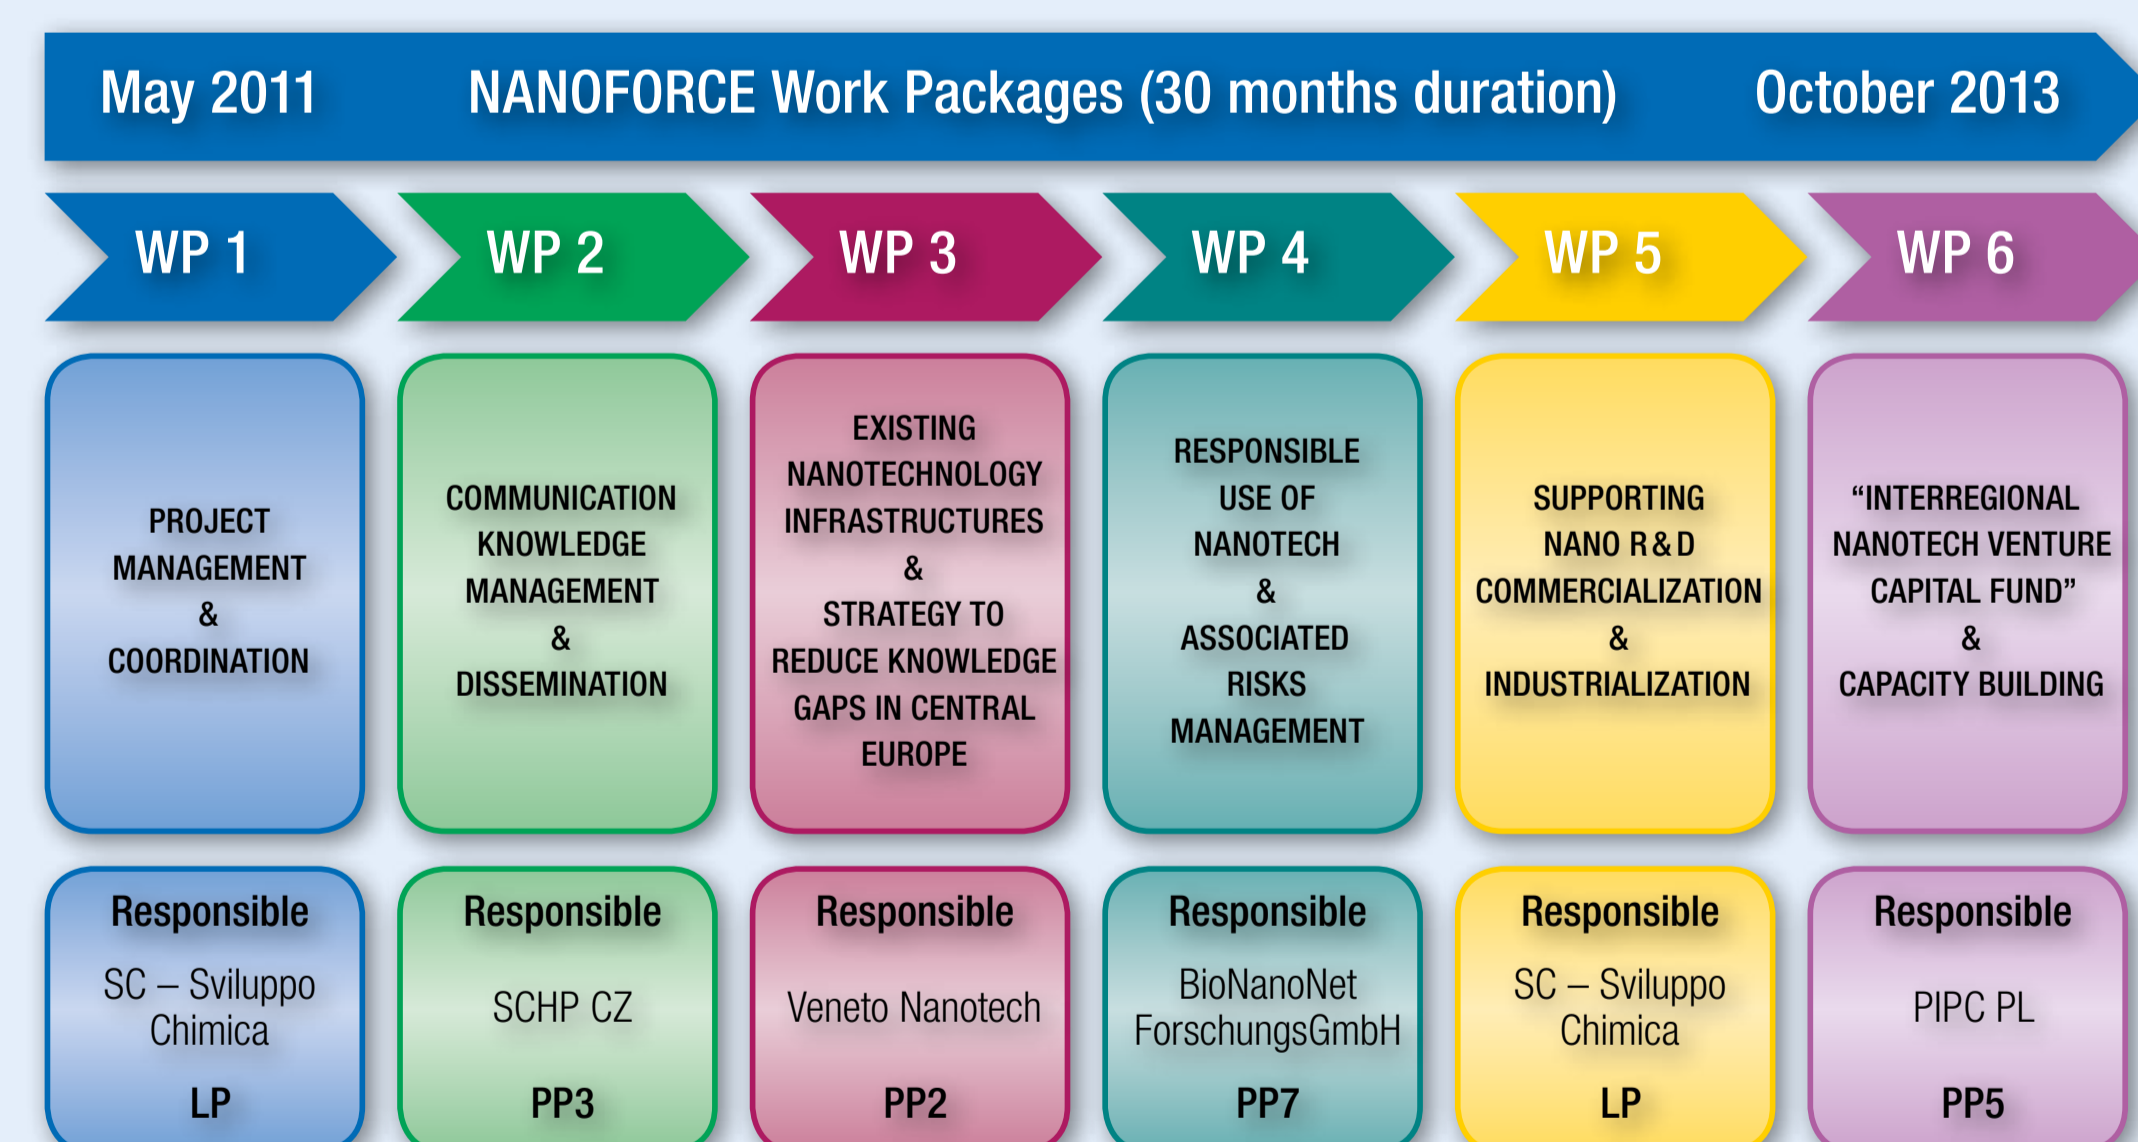 May 2011 NANOFORCE Work Packages (30 months duration) October 2013
WP 1
WP 2
WP 3
WP 4
WP 5
WP 6
PROJECT
MANAGEMENT
&
COORDINATION
COMMUNICATION
KNOWLEDGE
MANAGEMENT
&
DISSEMINATION
EXISTING
NANOTECHNOLOGY
INFRASTRUCTURES
&
STRATEGY TO
REDUCE KNOWLEDGE
GAPS IN CENTRAL
EUROPE
RESPONSIBLE
USE OF
NANOTECH
&
ASSOCIATED
RISKS
MANAGEMENT
SUPPORTING
NANO R&D
COMMERCIALIZATION
&
INDUSTRIALIZATION
“INTERREGIONAL
NANOTECH VENTURE
CAPITAL FUND”
&
CAPACITY BUILDING
Responsible
SC – Sviluppo
Chimica
LP
Responsible
SCHP CZ
PP3
Responsible
Veneto Nanotech
PP2
Responsible
BioNanoNet
ForschungsGmbH
PP7
Responsible
SC – Sviluppo
Chimica
LP
Responsible
PIPC PL
PP5